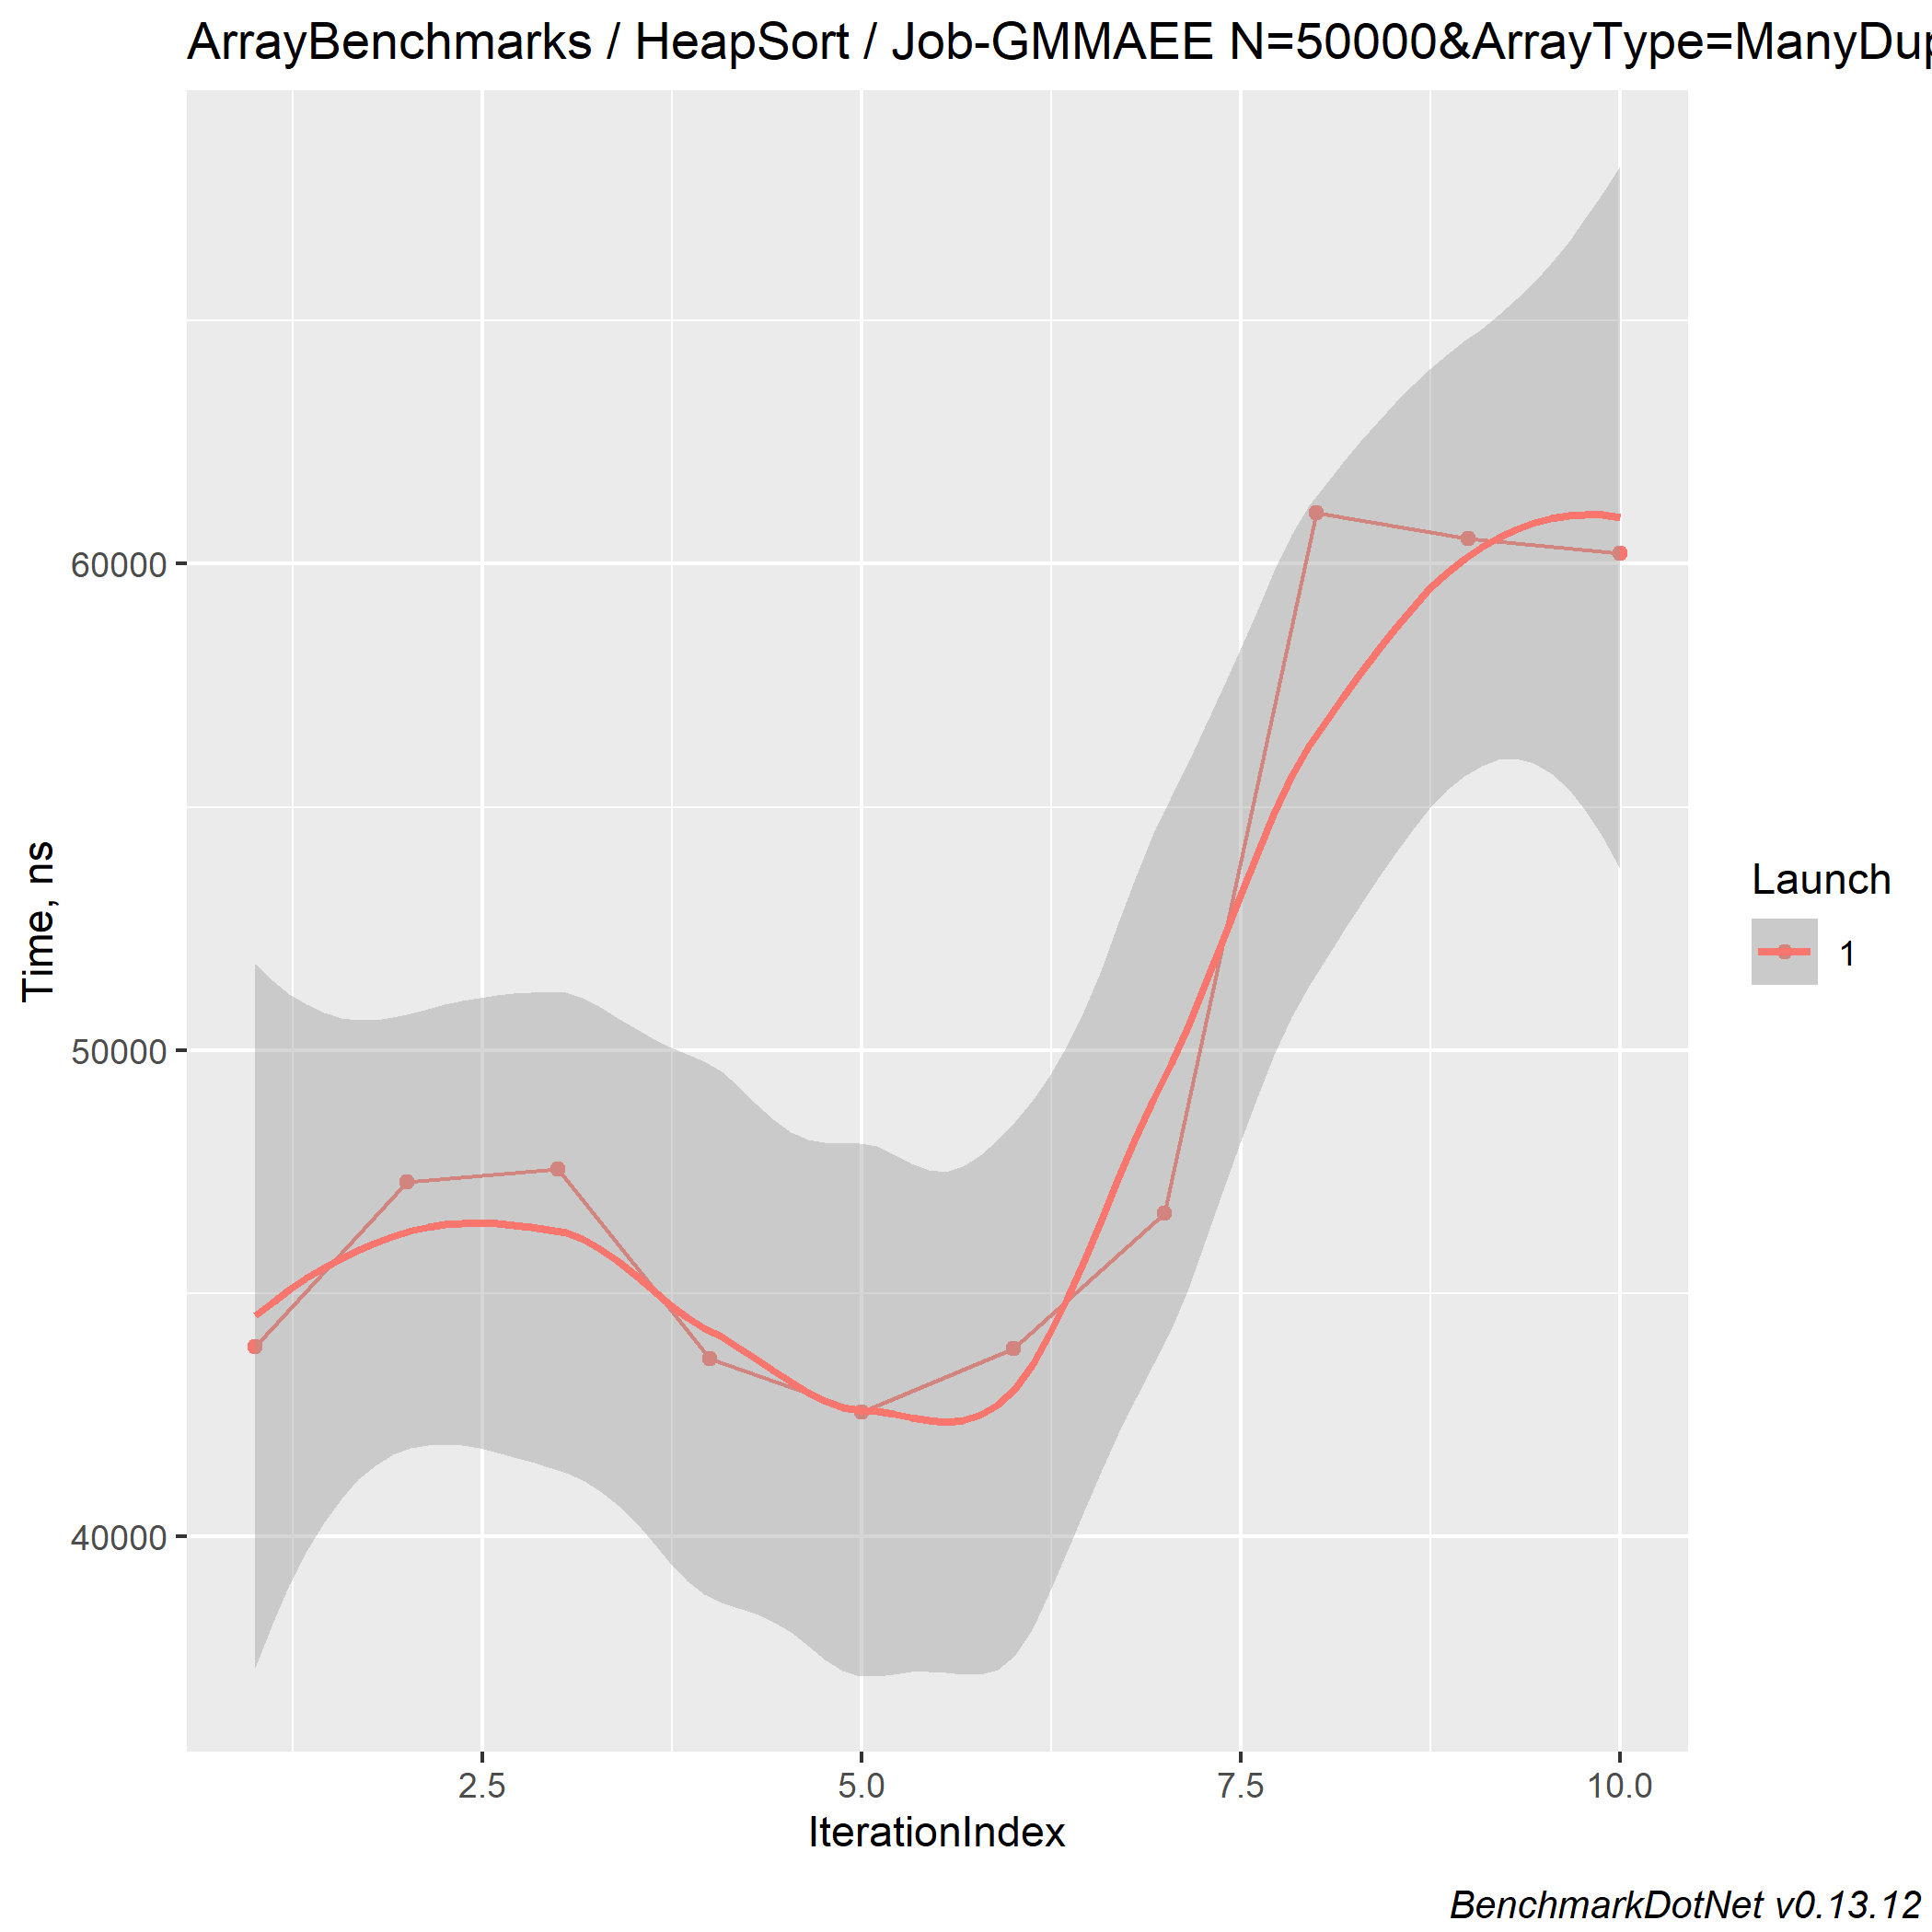 ArrayBenchmarks / HeapSort / Job-GMMAEE N=50000&ArrayType=ManyDup
60000
50000
40000
Time, ns
2.5 5.0 7.5 10.0
IterationIndex
Launch
1
BenchmarkDotNet v0.13.12